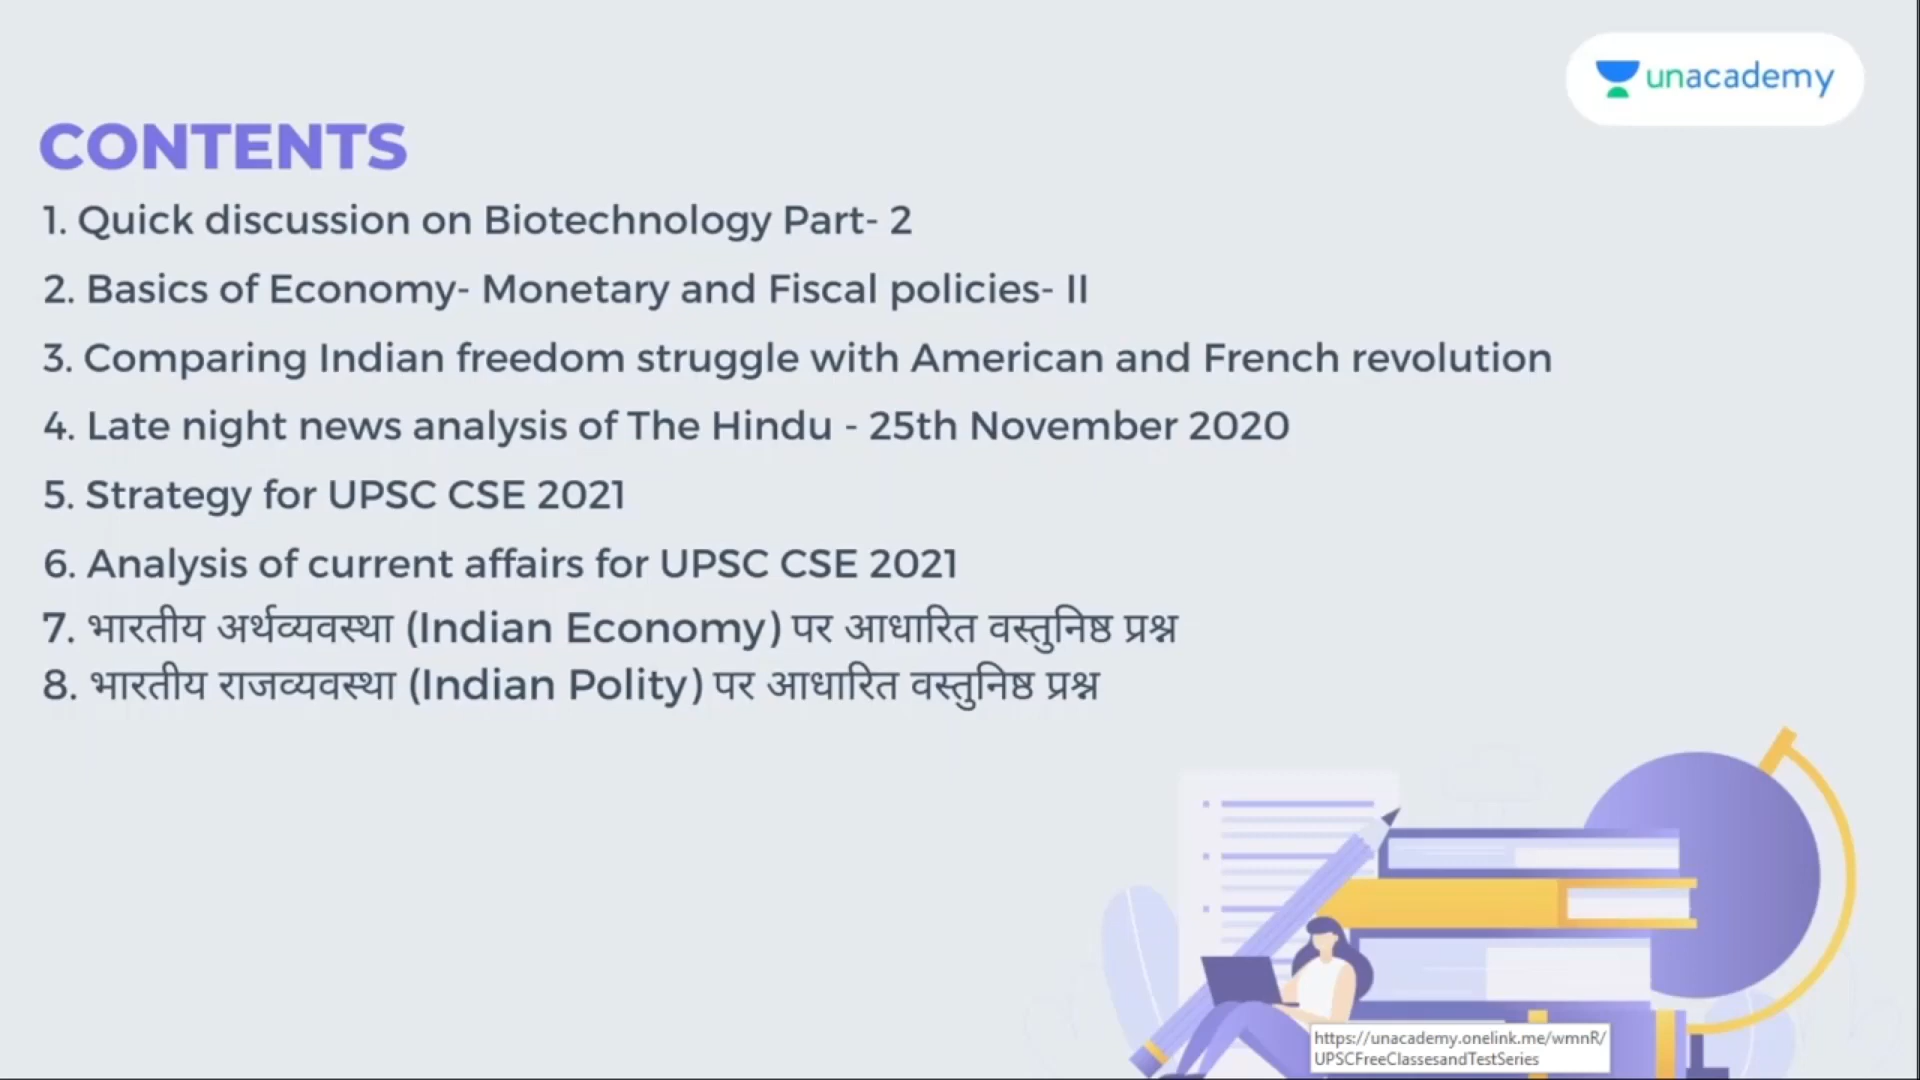 unacademy
CONTENTS
1. Quick discussion on Biotechnology Part- 2
2. Basics of Economy- Monetary and Fiscal policies- II
3. Comparing Indian freedom struggle with American and French revolution
4. Late night news analysis of The Hindu - 25th November 2020
5. Strategy for UPSC CSE 2021
6. Analysis of current affairs for UPSC CSE 2021
7. भारतीय अर्थव्यवस्था (Indian Economy) पर आधारित वस्तुनिष्ठ प्रश्न
8. भारतीय राजव्यवस्था (Indian Polity) पर आधारित वस्तुनिष्ठ प्रश्न
https://unacademy.onelink.me/wmnR/
UPSCFreeClassesandTestSeries